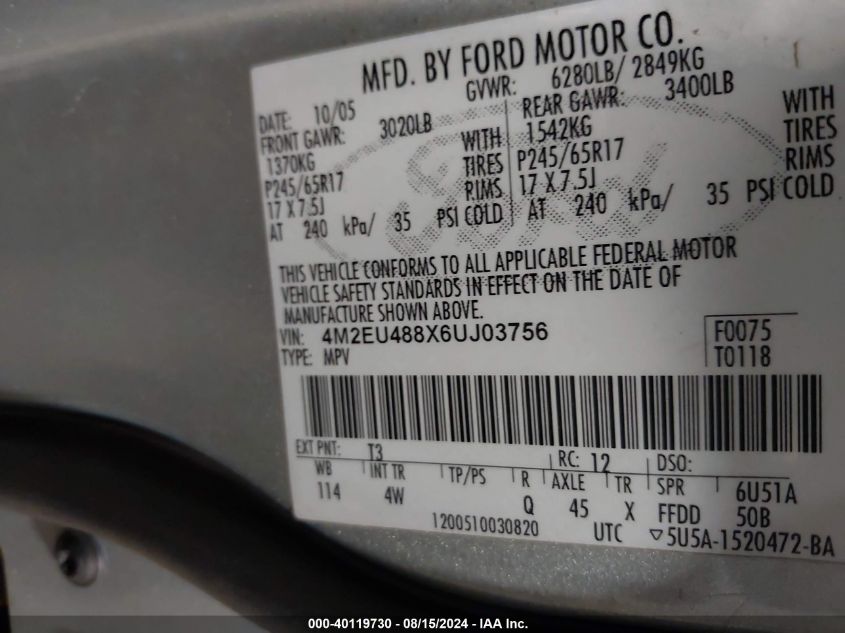 MFD. BY FORD MOTOR CO.
DATE: 10/05 GVWR: 6280LB/ 2849KG
FRONT GAWR: 3020LB REAR GAWR: 3400LB
1370KG WITH 1542KG WITH
P245/65R17 TIRES P245/65R17 TIRES
17 X 7.5J RIMS 17 X 7.5J RIMS
AT 240 kPa/ 35 PSI COLD AT 240 kPa/ 35 PSI COLD
THIS VEHICLE CONFORMS TO ALL APPLICABLE FEDERAL MOTOR
VEHICLE SAFETY STANDARDS IN EFFECT ON THE DATE OF
MANUFACTURE SHOWN ABOVE.
VIN: 4M2EU488X6UJ03756 F0075
TYPE: MPV T0118
EXT PNT: T3 RC: 12 DSO:
WB INT TR TP/PS R AXLE TR SPR 6U51A
114 4W Q 45 X FFDD 50B
1200510030820 UTC ▽5U5A-1520472-BA
000-40119730 - 08/15/2024 - IAA Inc.